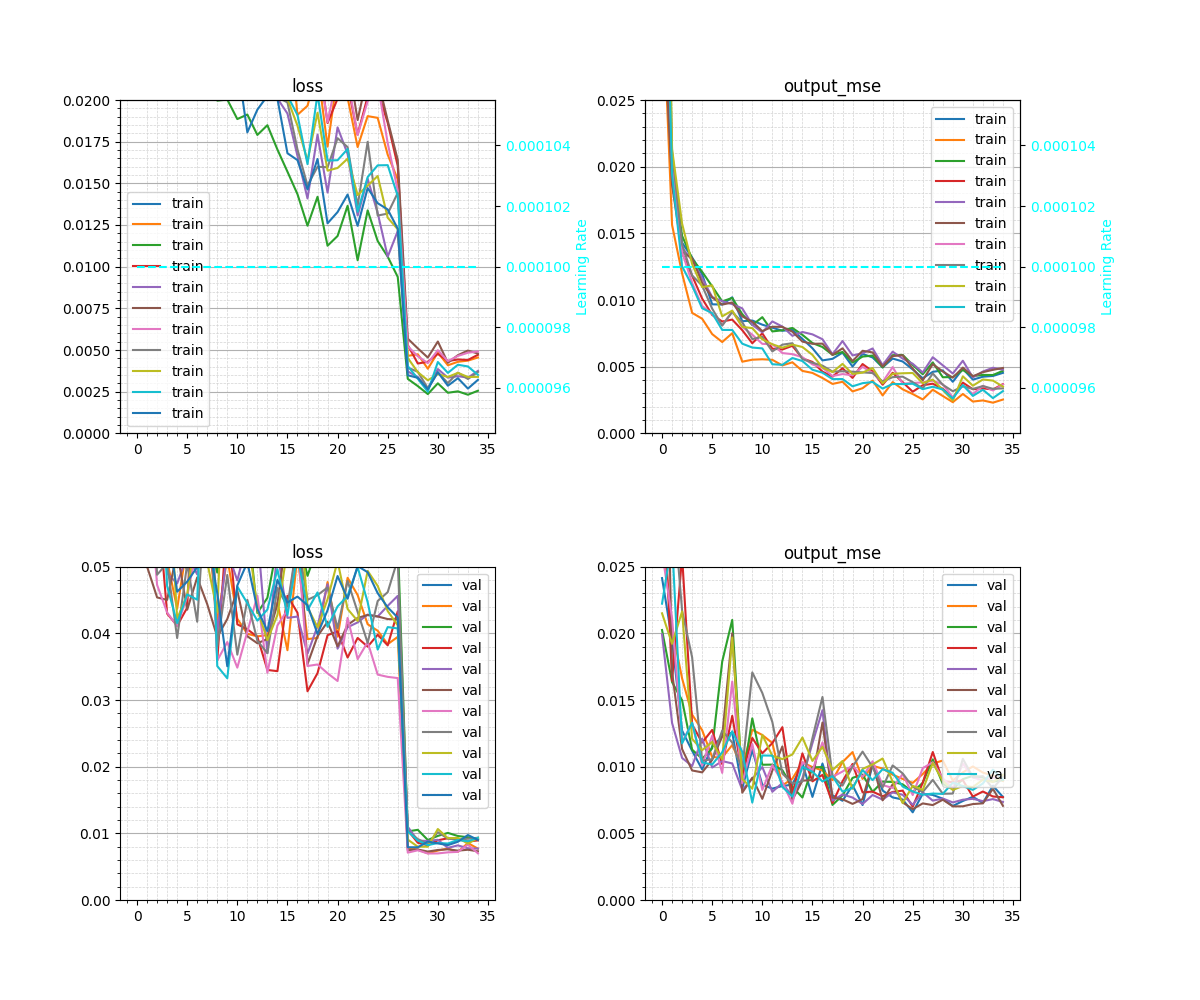 loss
0.0200
0.0175
0.0150
0.0125
0.0100
0.0075
0.0050
0.0025
0.0000
0 5 10 15 20 25 30 35
train
train
train
train
train
train
train
train
train
train
train
0.000104
0.000102
0.000100
0.000098
0.000096
Learning Rate
output_mse
0.025
0.020
0.015
0.010
0.005
0.000
0 5 10 15 20 25 30 35
train
train
train
train
train
train
train
train
train
train
0.000104
0.000102
0.000100
0.000098
0.000096
Learning Rate
loss
0.05
0.04
0.03
0.02
0.01
0.00
0 5 10 15 20 25 30 35
val
val
val
val
val
val
val
val
val
val
val
output_mse
0.025
0.020
0.015
0.010
0.005
0.000
0 5 10 15 20 25 30 35
val
val
val
val
val
val
val
val
val
val